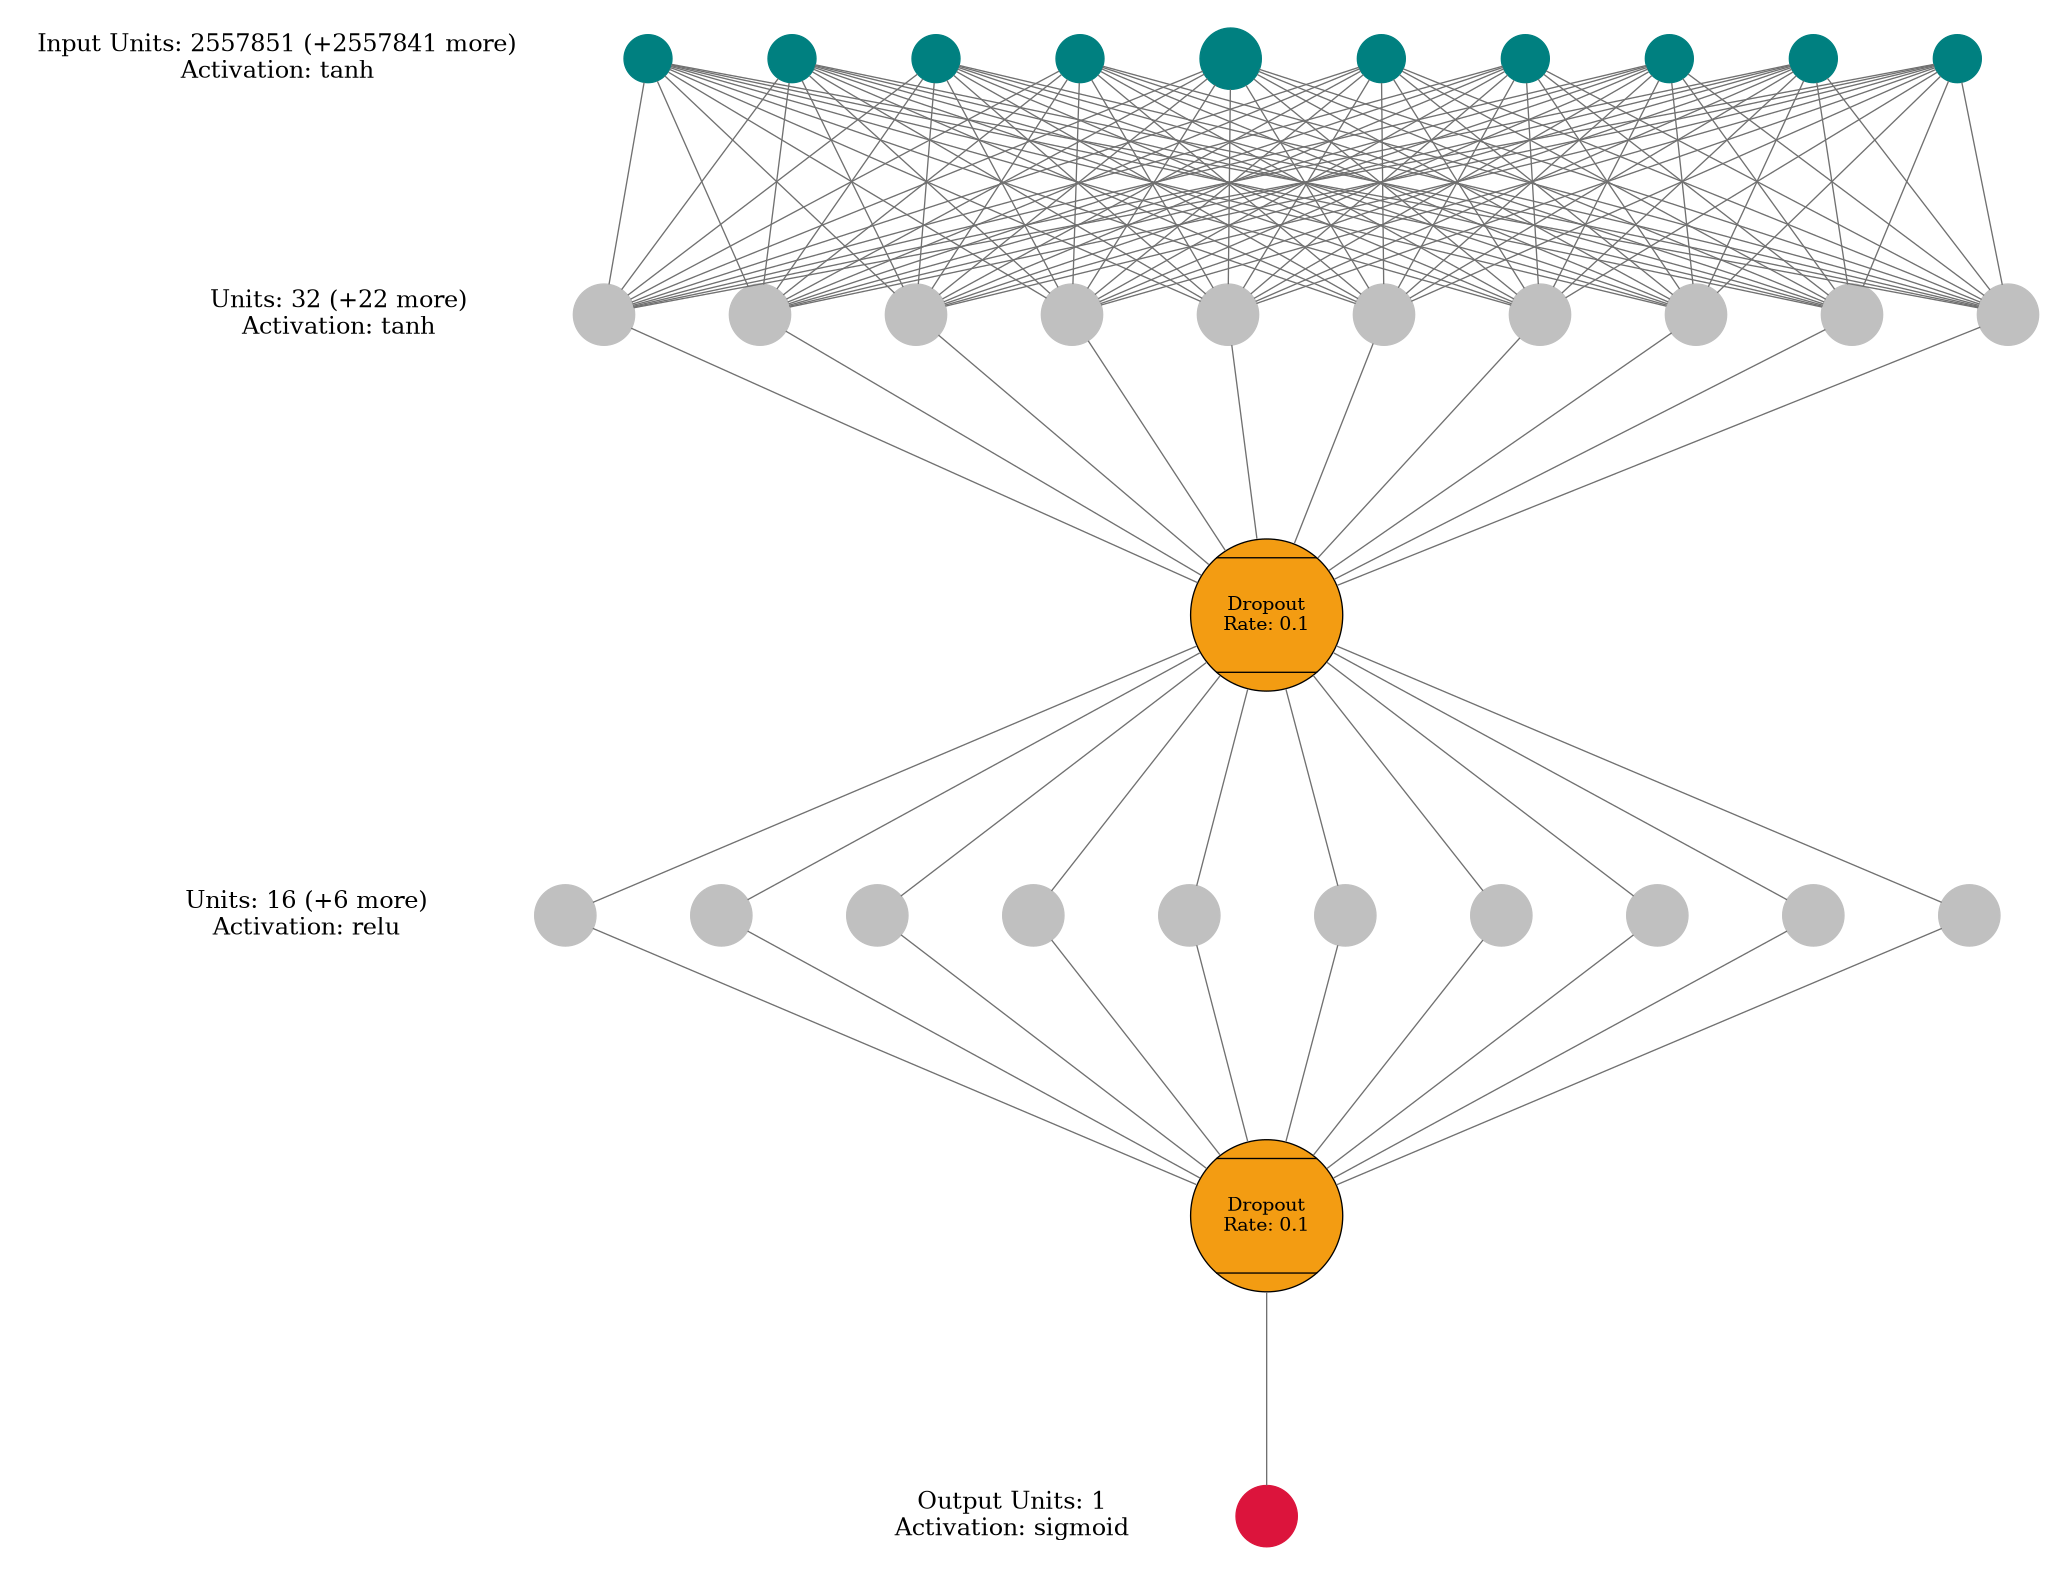 Input Units: 2557851 (+2557841 more)
Activation: tanh
Units: 32 (+22 more)
Activation: tanh
Dropout
Rate: 0.1
Units: 16 (+6 more)
Activation: relu
Dropout
Rate: 0.1
Output Units: 1
Activation: sigmoid